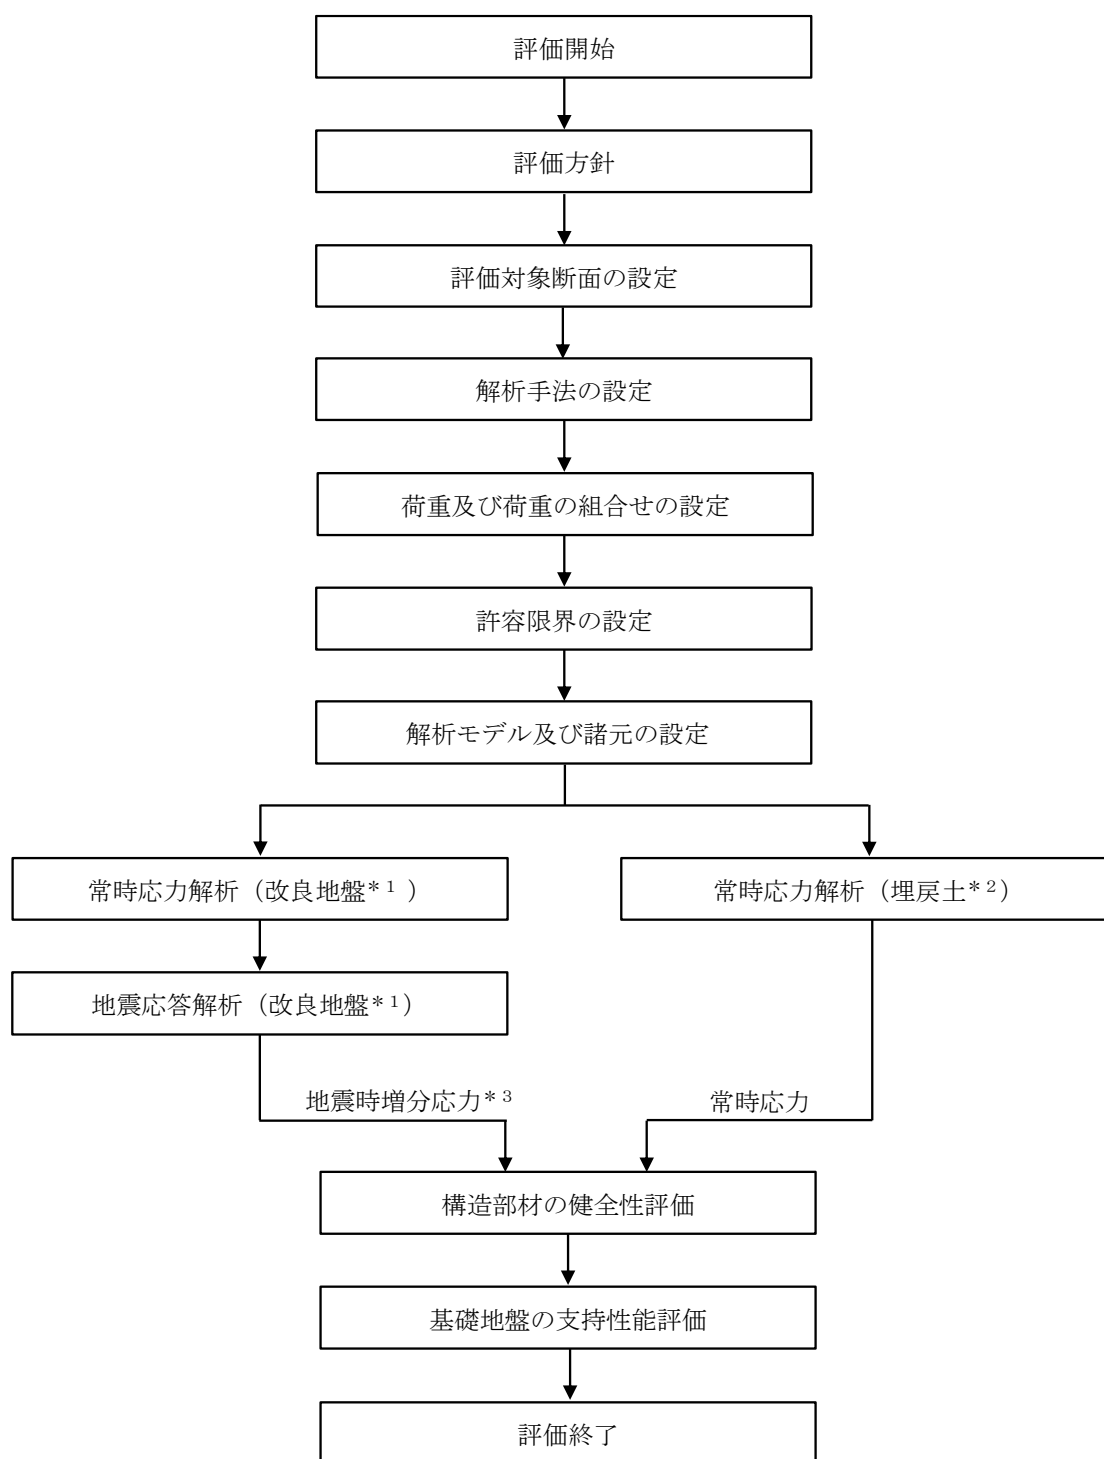 評価開始
評価方針
評価対象断面の設定
解析手法の設定
荷重及び荷重の組合せの設定
許容限界の設定
解析モデル及び諸元の設定
常時応力解析（改良地盤*1）
常時応力解析（埋戻土*2）
地震応答解析（改良地盤*1）
地震時増分応力*3
常時応力
構造部材の健全性評価
基礎地盤の支持性能評価
評価終了